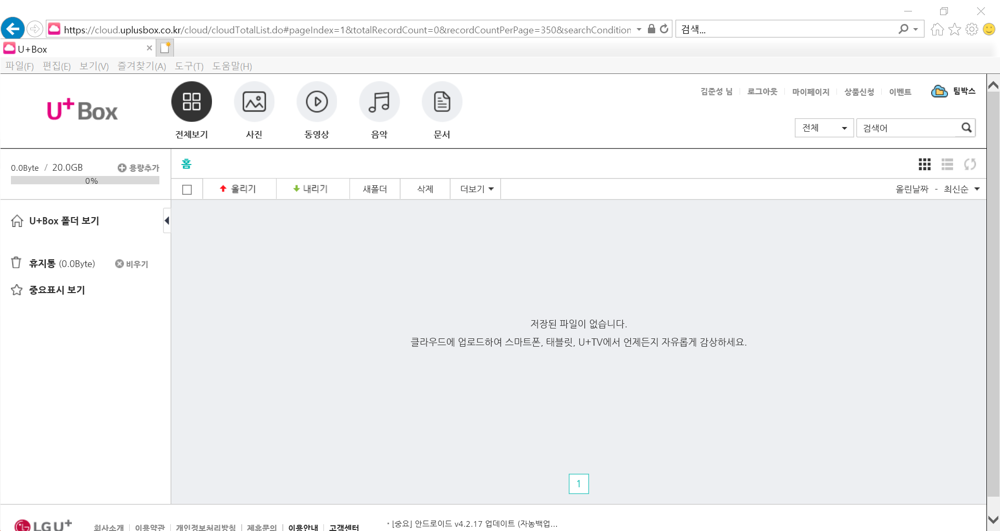 https://cloud.uplusbox.co.kr/cloud/cloudTotalList.do#pageIndex=1&totalRecordCount=0&recordCountPerPage=350&searchCondition
검색...
U+Box
파일(F) 편집(E) 보기(V) 즐겨찾기(A) 도구(T) 도움말(H)
U+ Box
전체보기 사진 동영상 음악 문서
김준성 님 로그아웃 마이페이지 상품신청 이벤트 팀박스
전체 검색어
0.0Byte / 20.0GB 용량추가
0%
홈
올리기 내리기 새폴더 삭제 더보기 올린날짜 - 최신순
U+Box 폴더 보기
휴지통 (0.0Byte) 비우기
중요표시 보기
저장된 파일이 없습니다.
클라우드에 업로드하여 스마트폰, 태블릿, U+TV에서 언제든지 자유롭게 감상하세요.
1
LG U+
회사소개 이용약관 개인정보처리방침 제휴문의 이용안내 고객센터
· [중요] 안드로이드 v4.2.17 업데이트 (자동백업...